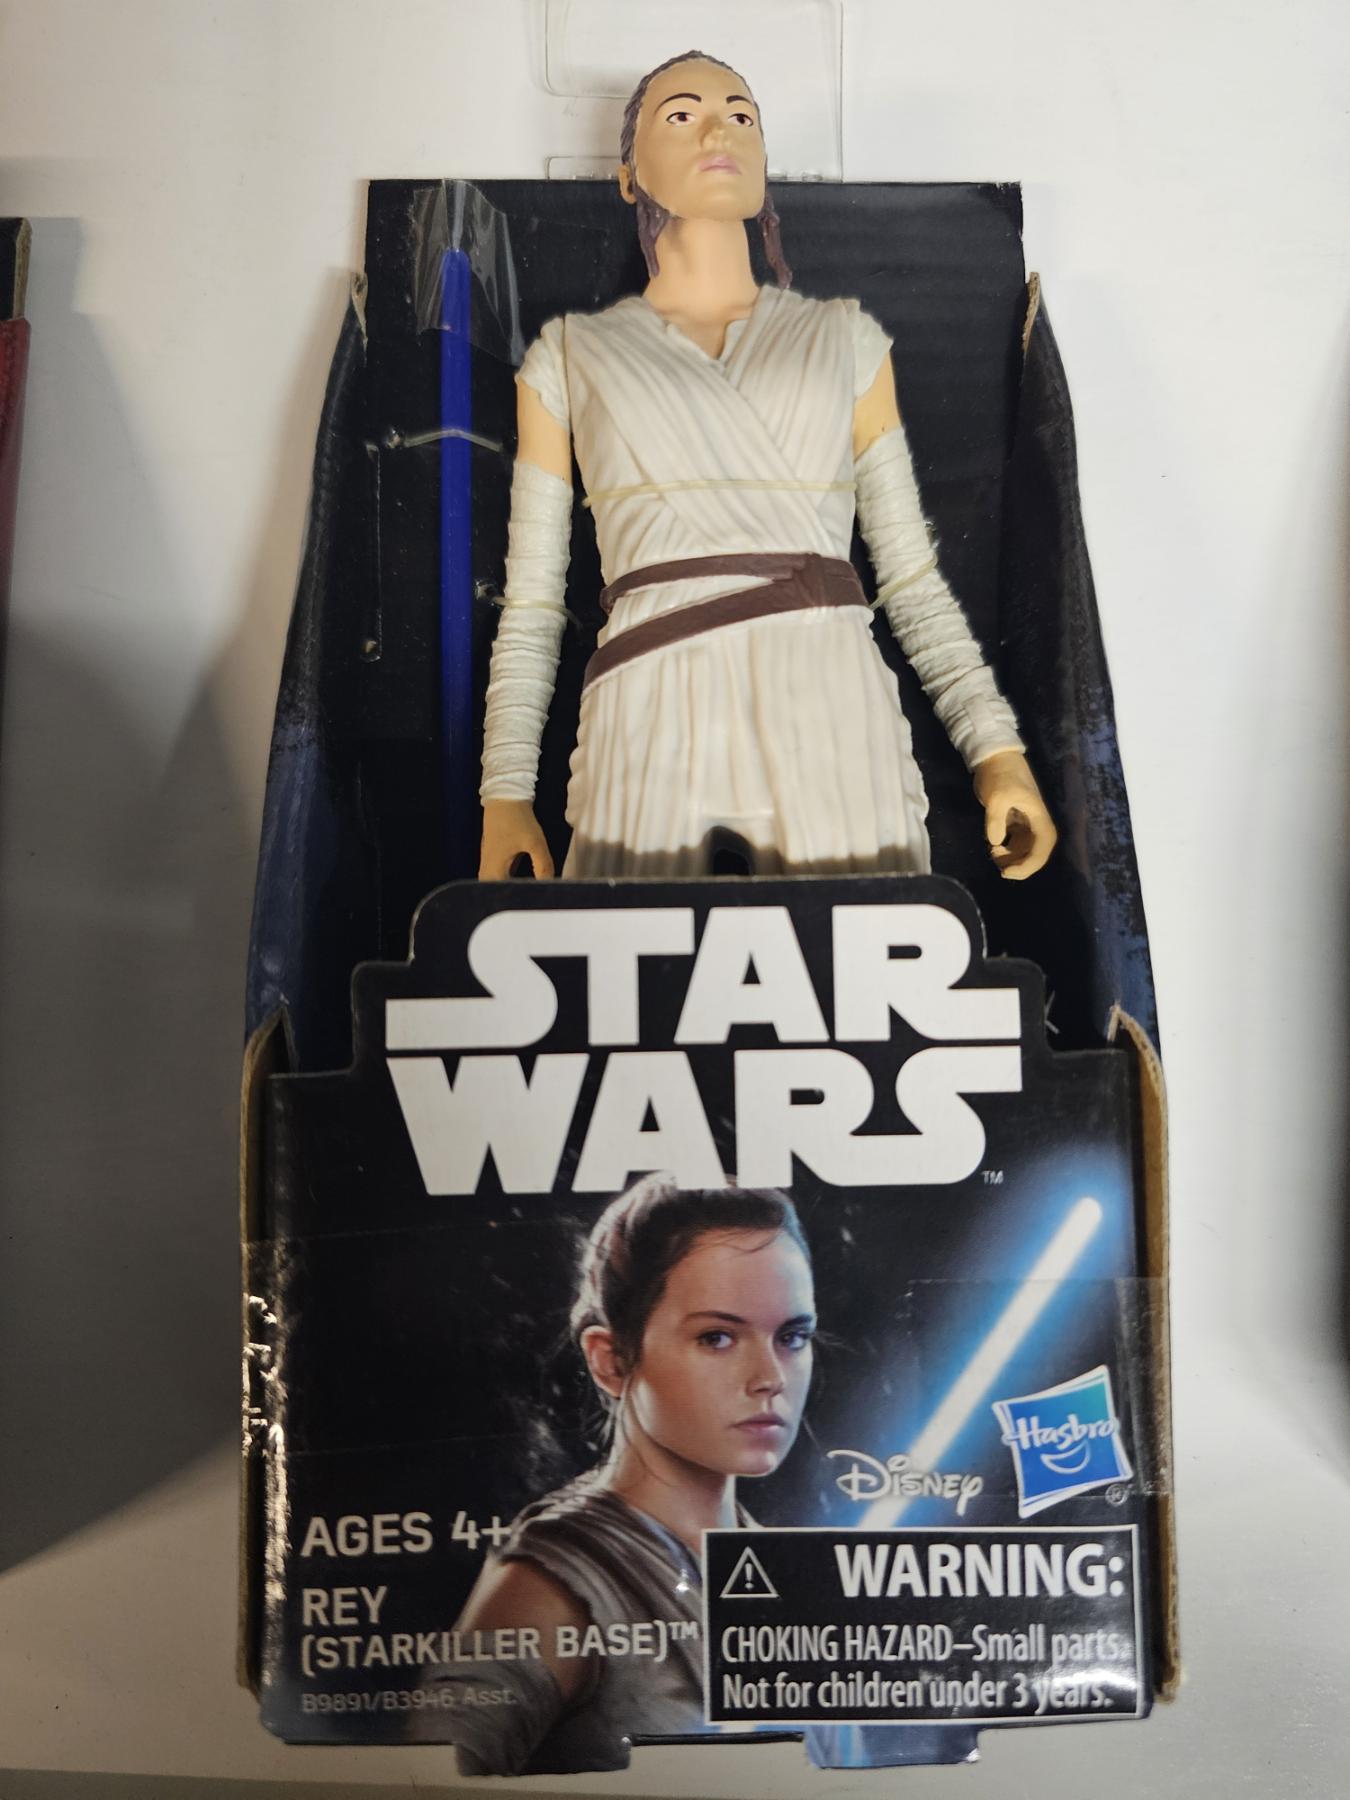 STAR
WARS
TM
Disney
Hasbro
®
AGES 4+
REY
(STARKILLER BASE)™
B9891/B3946 Asst.
WARNING:
CHOKING HAZARD–Small parts.
Not for children under 3 years.